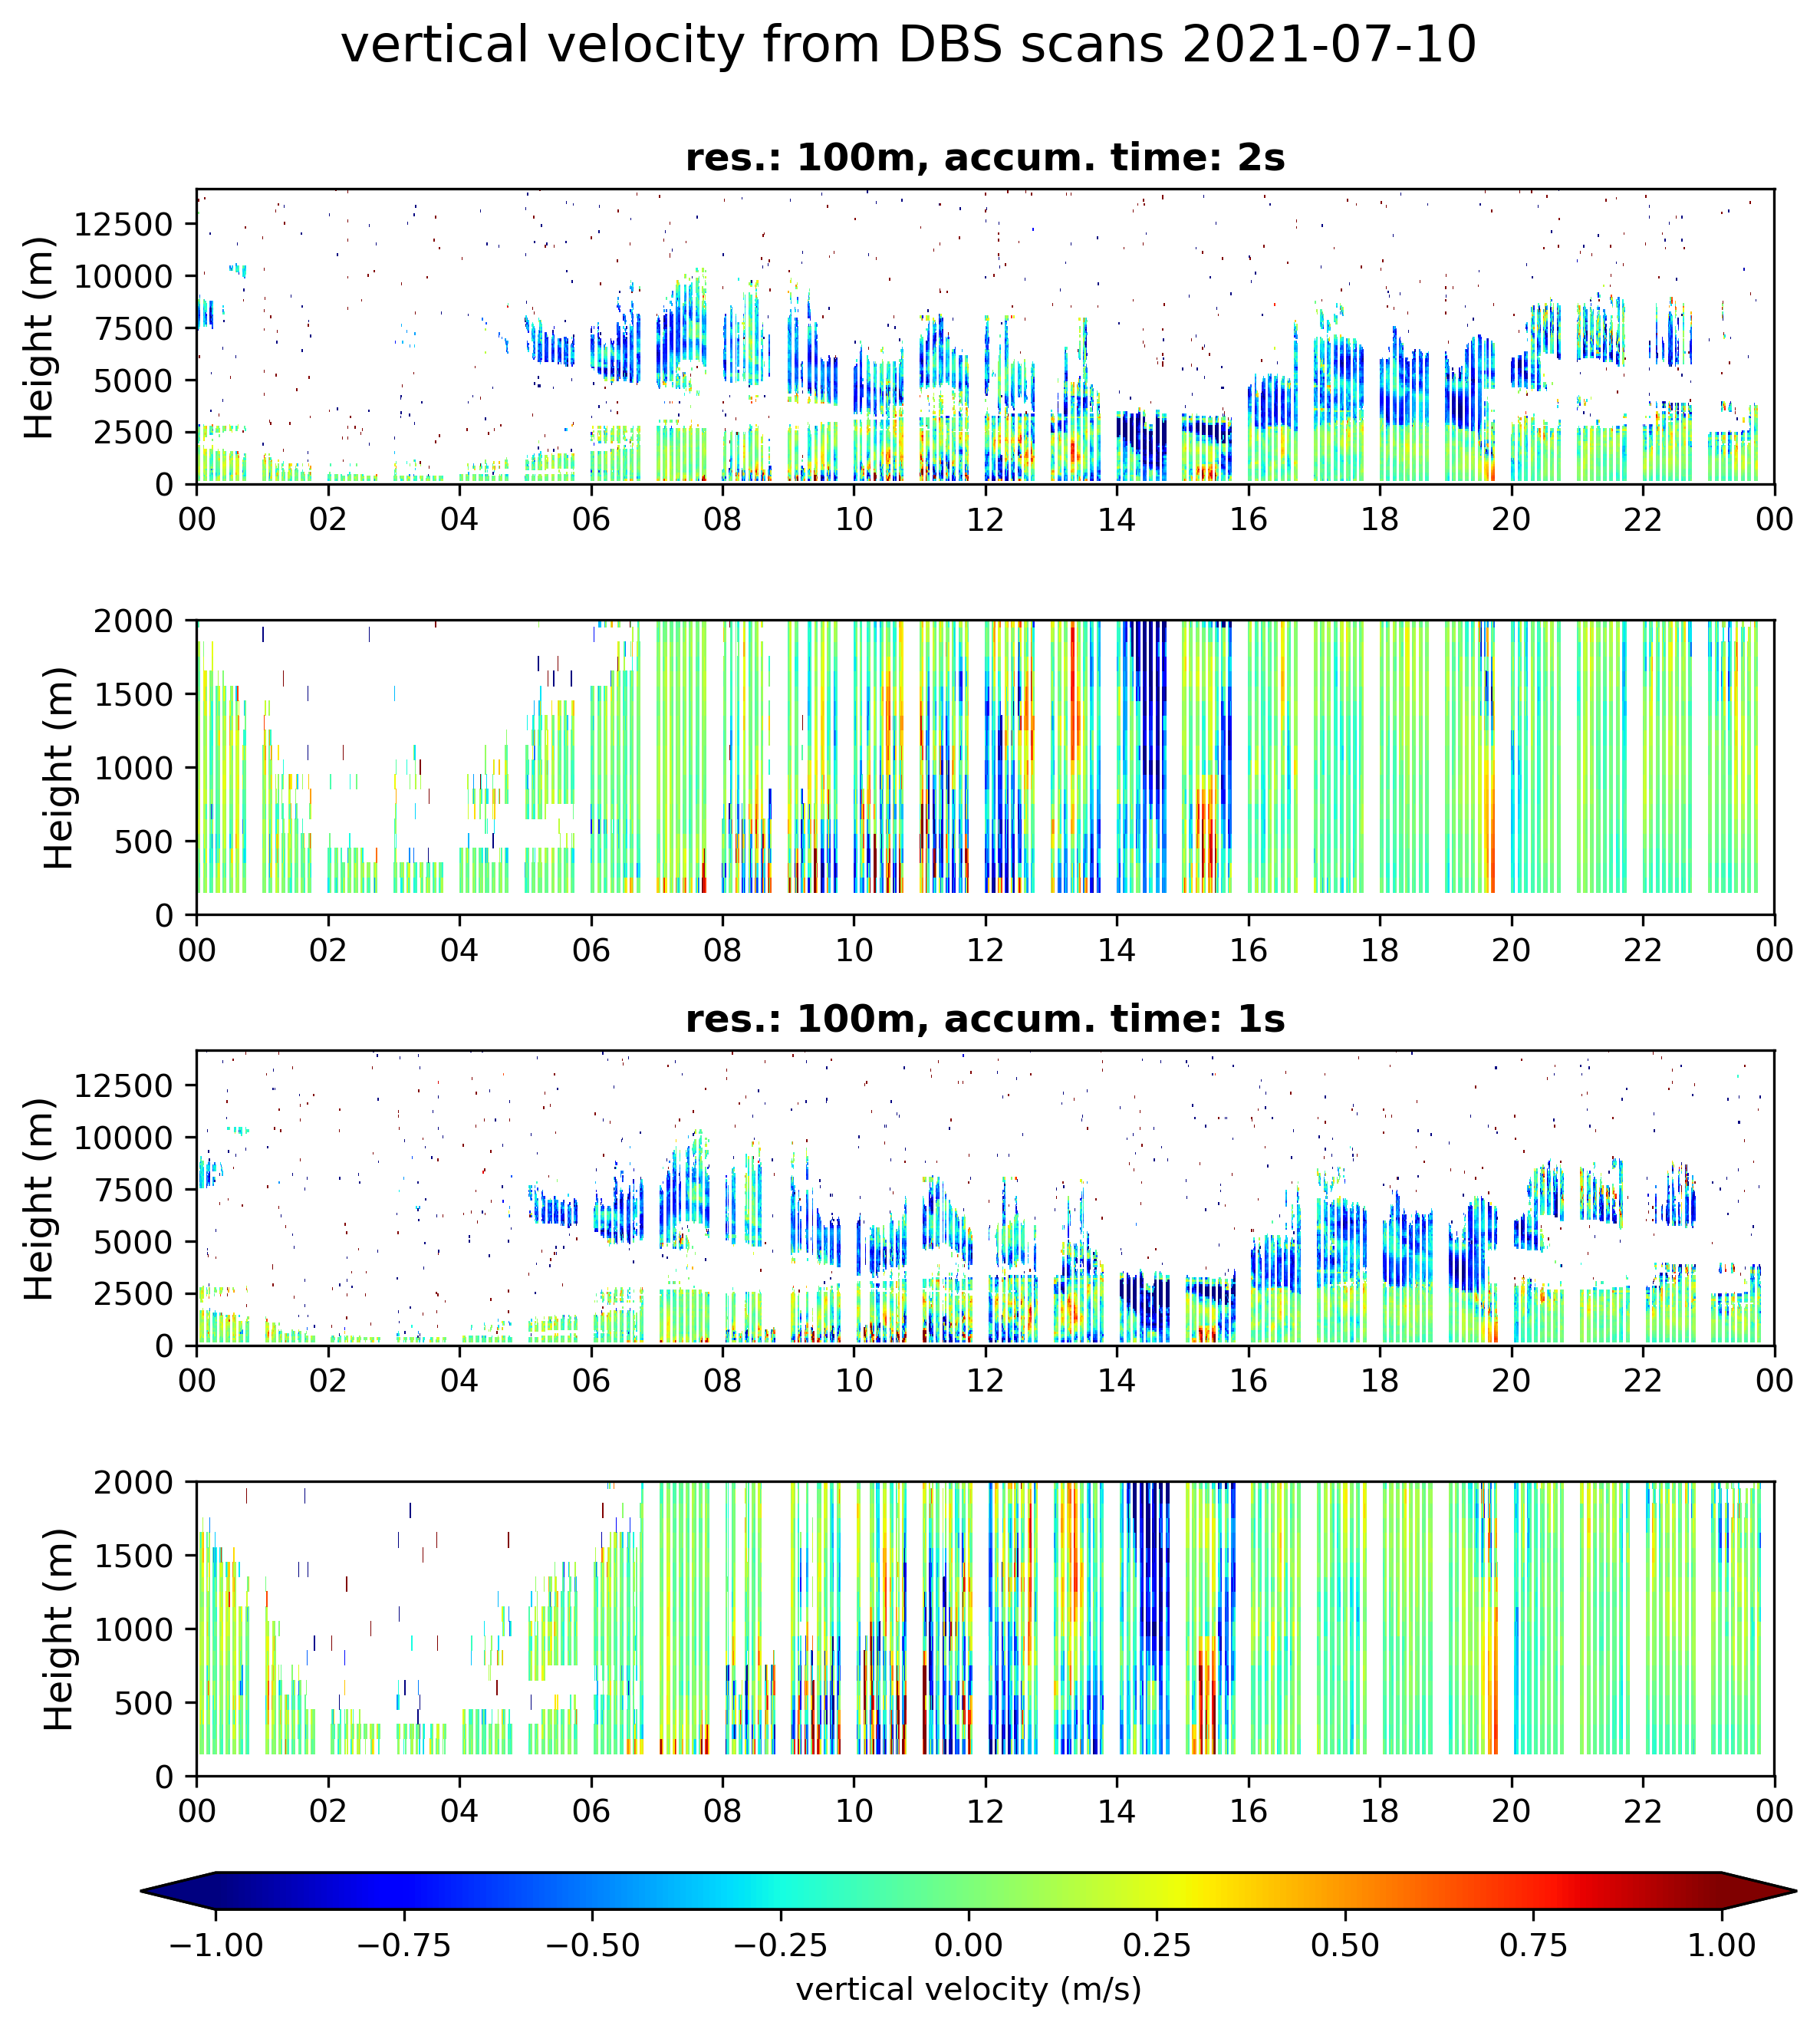 vertical velocity from DBS scans 2021-07-10
res.: 100m, accum. time: 2s
Height (m)
12500
10000
7500
5000
2500
0
00 02 04 06 08 10 12 14 16 18 20 22 00
Height (m)
2000
1500
1000
500
0
00 02 04 06 08 10 12 14 16 18 20 22 00
res.: 100m, accum. time: 1s
Height (m)
12500
10000
7500
5000
2500
0
00 02 04 06 08 10 12 14 16 18 20 22 00
Height (m)
2000
1500
1000
500
0
00 02 04 06 08 10 12 14 16 18 20 22 00
−1.00 −0.75 −0.50 −0.25 0.00 0.25 0.50 0.75 1.00
vertical velocity (m/s)